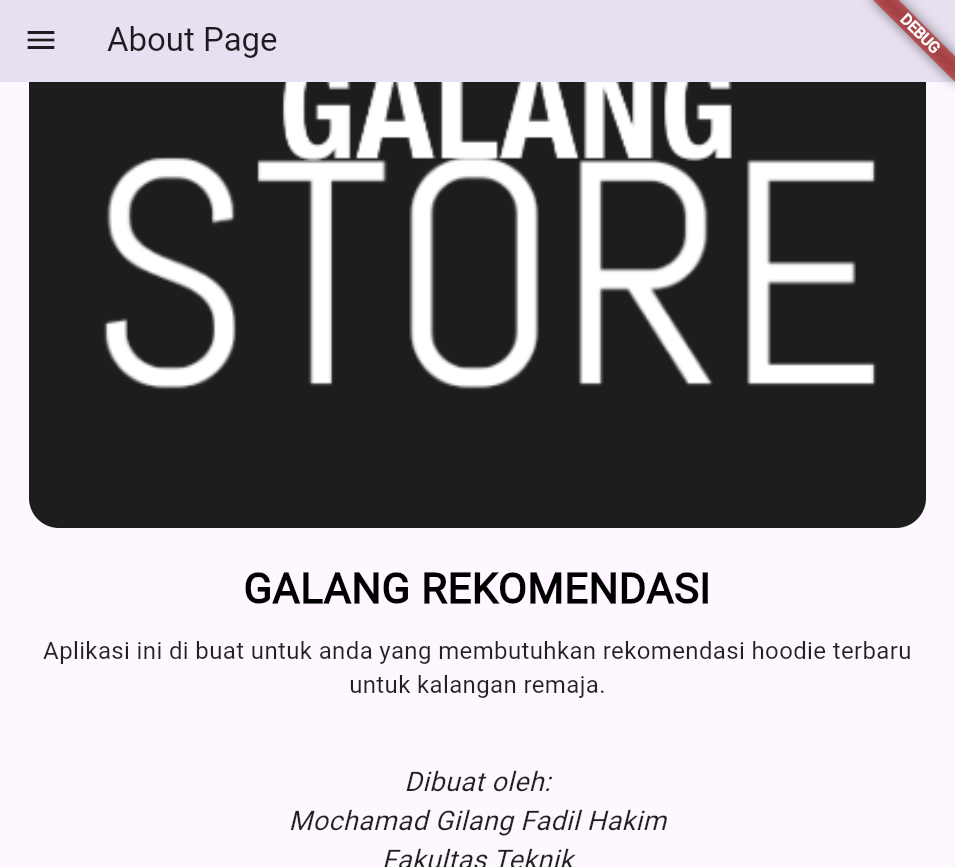 About Page
DEBUG
GALANG
STORE
GALANG REKOMENDASI
Aplikasi ini di buat untuk anda yang membutuhkan rekomendasi hoodie terbaru
untuk kalangan remaja.
Dibuat oleh:
Mochamad Gilang Fadil Hakim
Fakultas Teknik